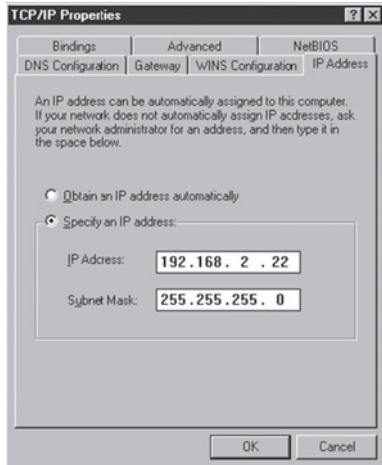 TCP/IP Properties
? X
Bindings Advanced NetBIOS
DNS Configuration Gateway WINS Configuration IP Address
An IP address can be automatically assigned to this computer.
If your network does not automatically assign IP acdresses, ask
your network administrator for an address, and then type it in
the space below.
Obtain an IP address automatically
Specify an IP address:
IP Adcress: 192.168. 2 .22
Subnet Mask: 255.255.255. 0
OK Cancel